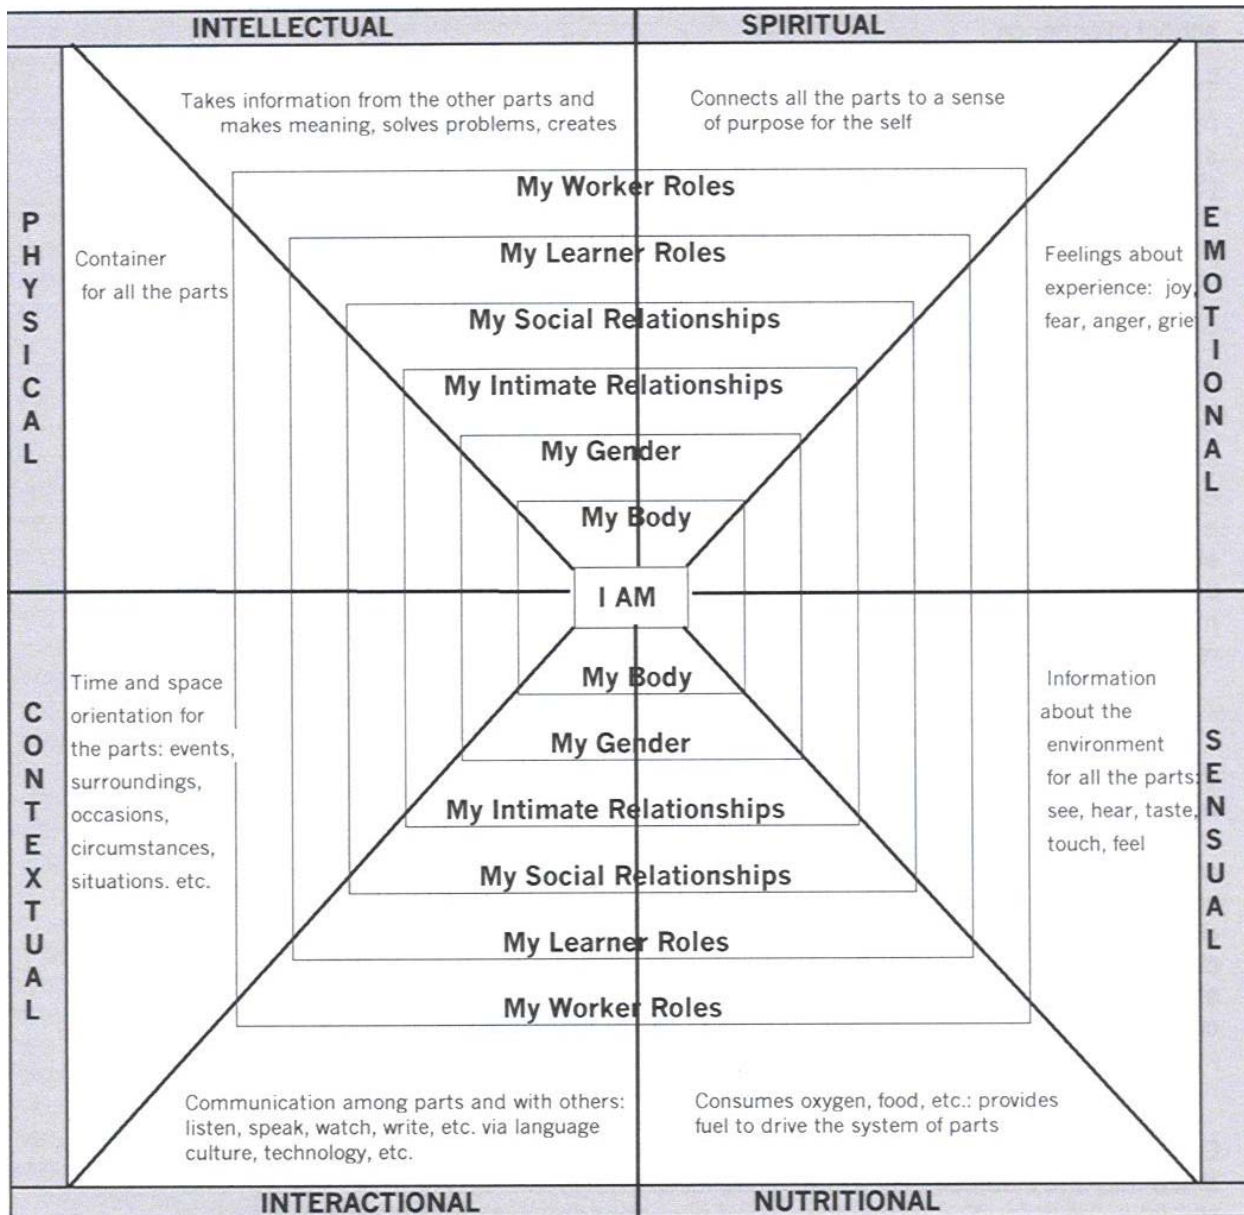 INTELLECTUAL
SPIRITUAL
Takes information from the other parts and
makes meaning, solves problems, creates
Connects all the parts to a sense
of purpose for the self
PHYSICAL
Container
for all the parts
EMOTIONAL
Feelings about
experience: joy,
fear, anger, grie
My Worker Roles
My Learner Roles
My Social Relationships
My Intimate Relationships
My Gender
My Body
I AM
My Body
My Gender
My Intimate Relationships
My Social Relationships
My Learner Roles
My Worker Roles
CONTEXTUAL
Time and space
orientation for
the parts: events,
surroundings,
occasions,
circumstances,
situations. etc.
Information
about the
environment
for all the parts:
see, hear, taste,
touch, feel
SENSUAL
Communication among parts and with others:
listen, speak, watch, write, etc. via language
culture, technology, etc.
Consumes oxygen, food, etc.: provides
fuel to drive the system of parts
INTERACTIONAL
NUTRITIONAL